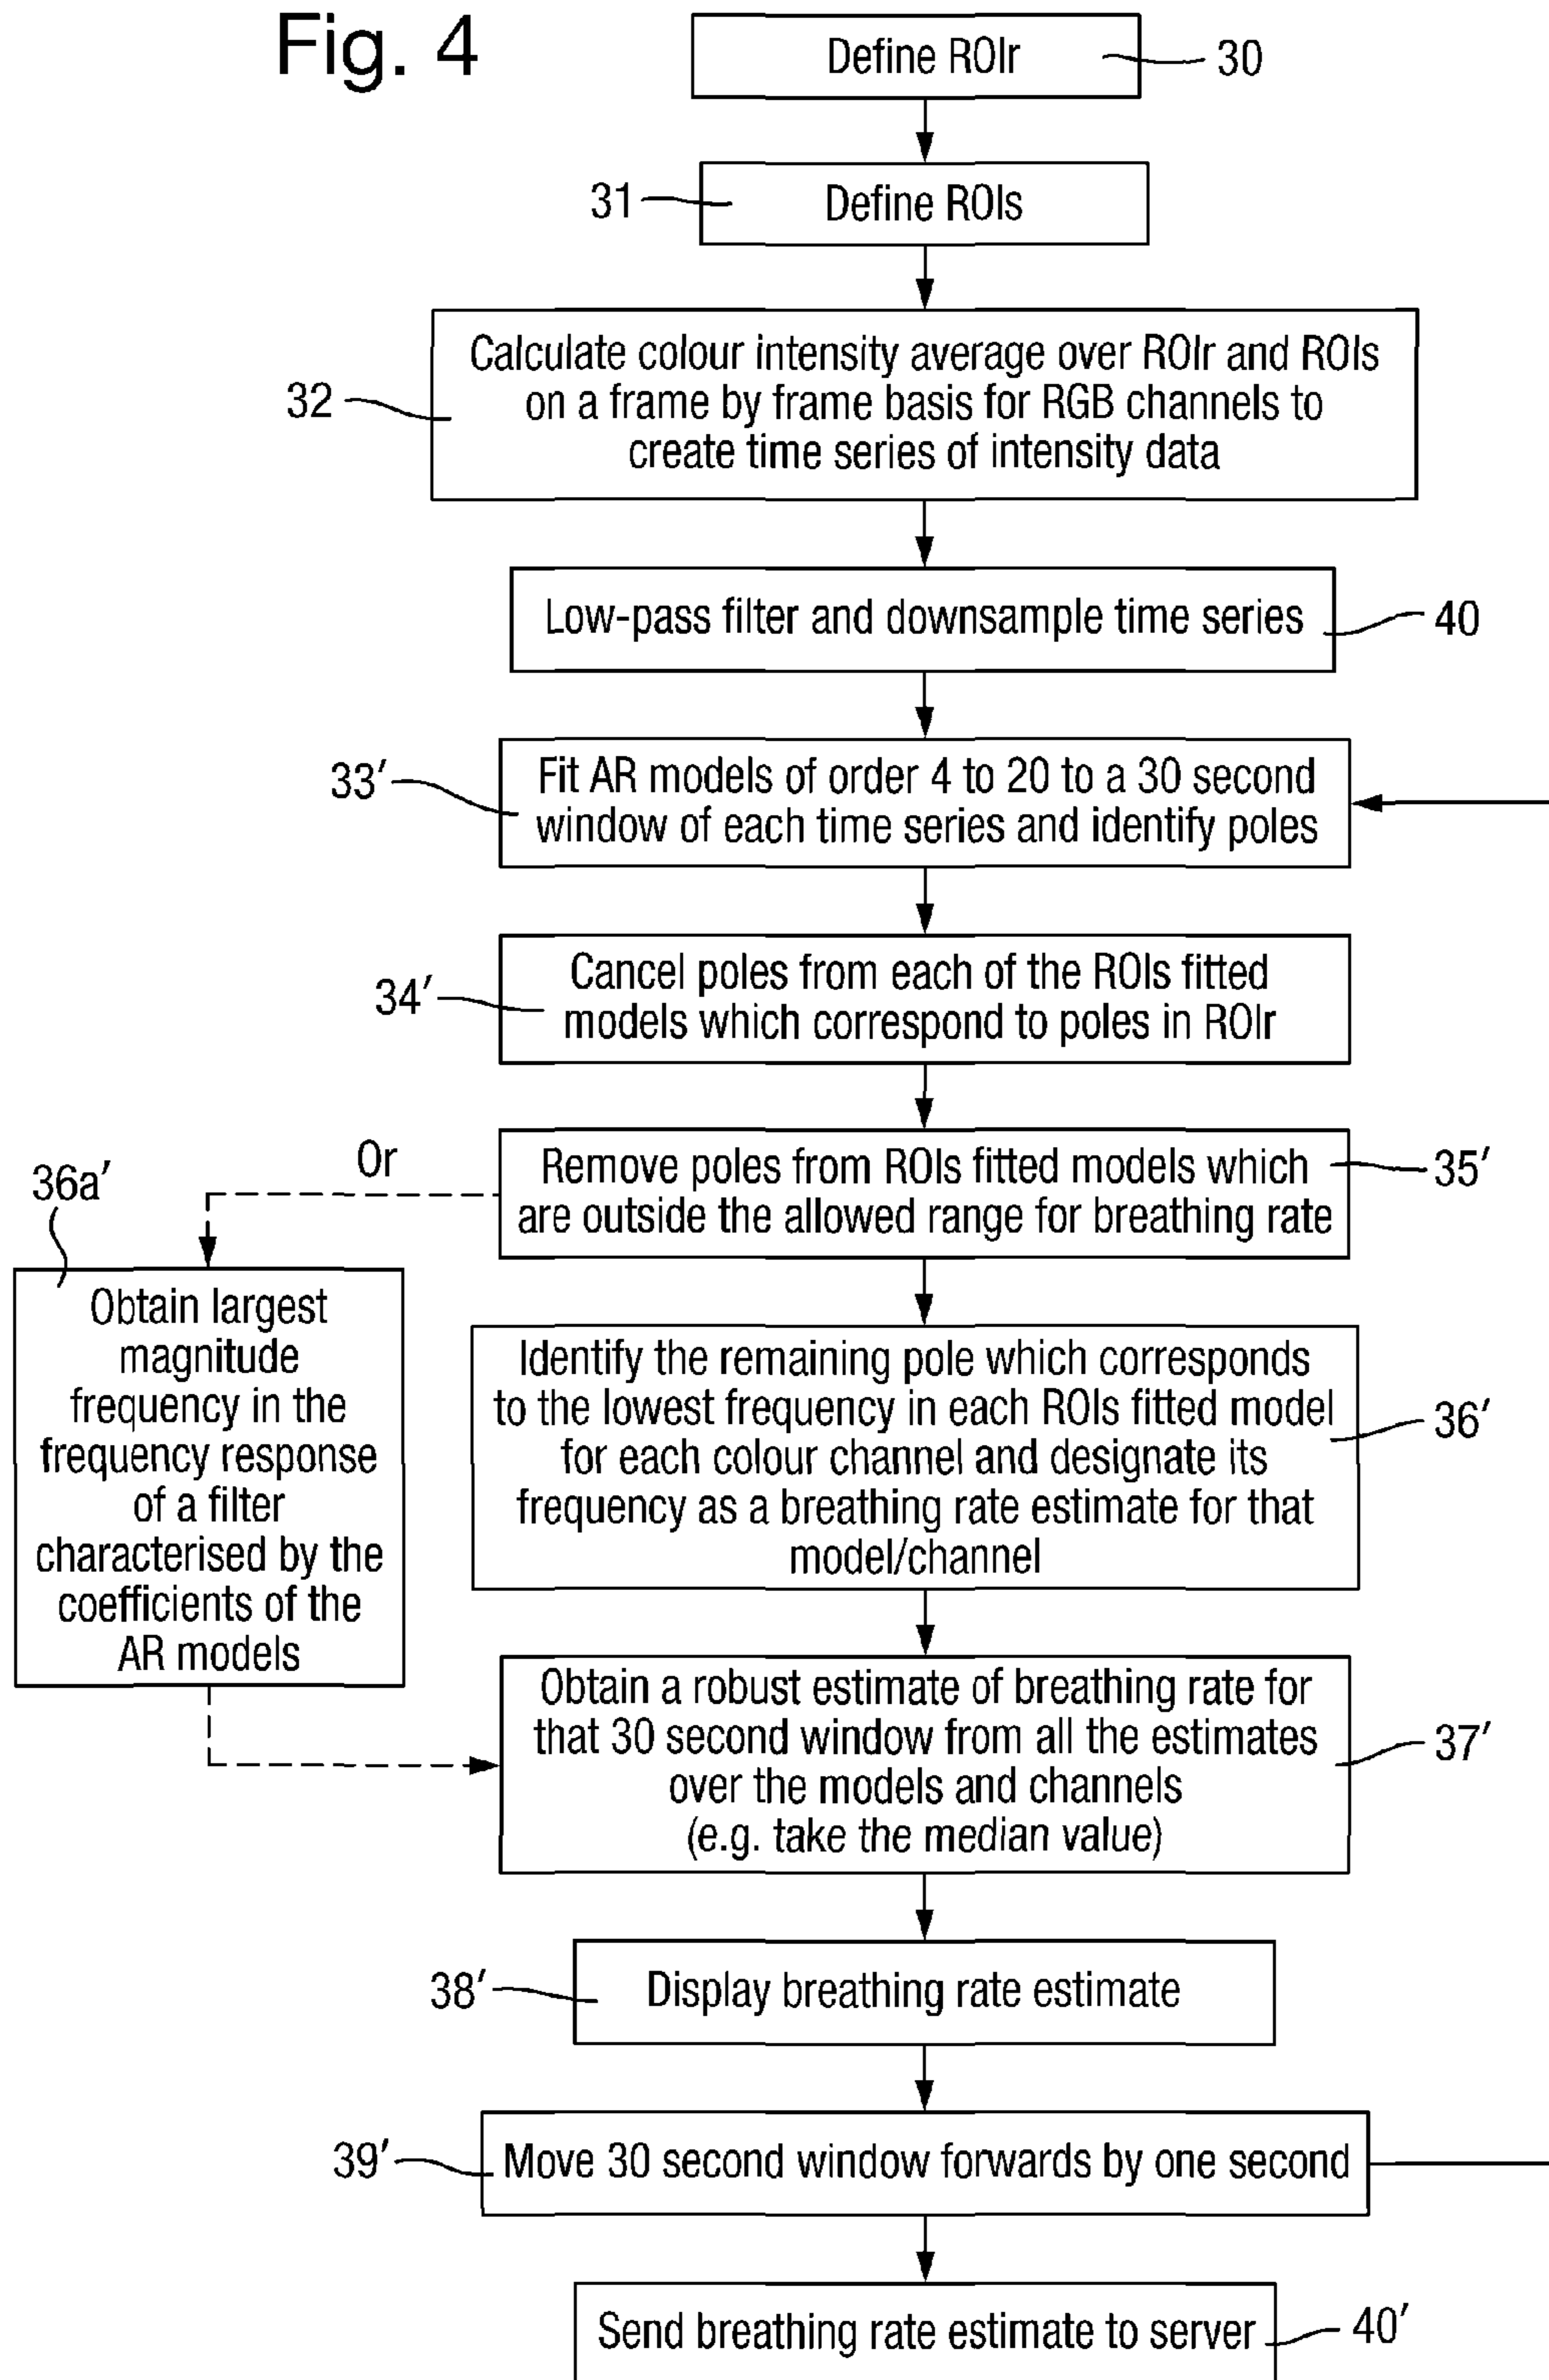 Fig. 4
Define ROIr
30
31
Define ROIs
32
Calculate colour intensity average over ROIr and ROIs
on a frame by frame basis for RGB channels to
create time series of intensity data
Low-pass filter and downsample time series
40
33′
Fit AR models of order 4 to 20 to a 30 second
window of each time series and identify poles
34′
Cancel poles from each of the ROIs fitted
models which correspond to poles in ROIr
Or
Remove poles from ROIs fitted models which
are outside the allowed range for breathing rate
35′
36a′
Obtain largest
magnitude
frequency in the
frequency response
of a filter
characterised by the
coefficients of the
AR models
Identify the remaining pole which corresponds
to the lowest frequency in each ROIs fitted model
for each colour channel and designate its
frequency as a breathing rate estimate for that
model/channel
36′
Obtain a robust estimate of breathing rate for
that 30 second window from all the estimates
over the models and channels
(e.g. take the median value)
37′
38′
Display breathing rate estimate
39′
Move 30 second window forwards by one second
Send breathing rate estimate to server
40′